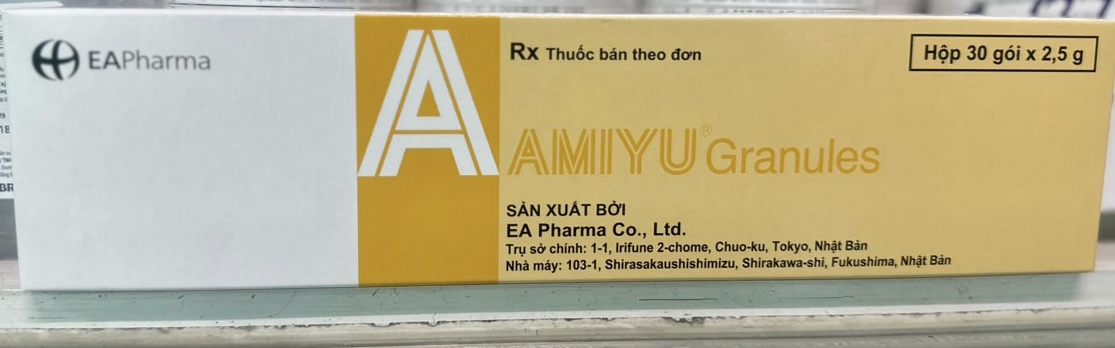 EAPharma
Rx Thuốc bán theo đơn
Hộp 30 gói x 2,5 g
A
AMIYU® Granules
SẢN XUẤT BỞI
EA Pharma Co., Ltd.
Trụ sở chính: 1-1, Irifune 2-chome, Chuo-ku, Tokyo, Nhật Bản
Nhà máy: 103-1, Shirasakaushishimizu, Shirakawa-shi, Fukushima, Nhật Bản